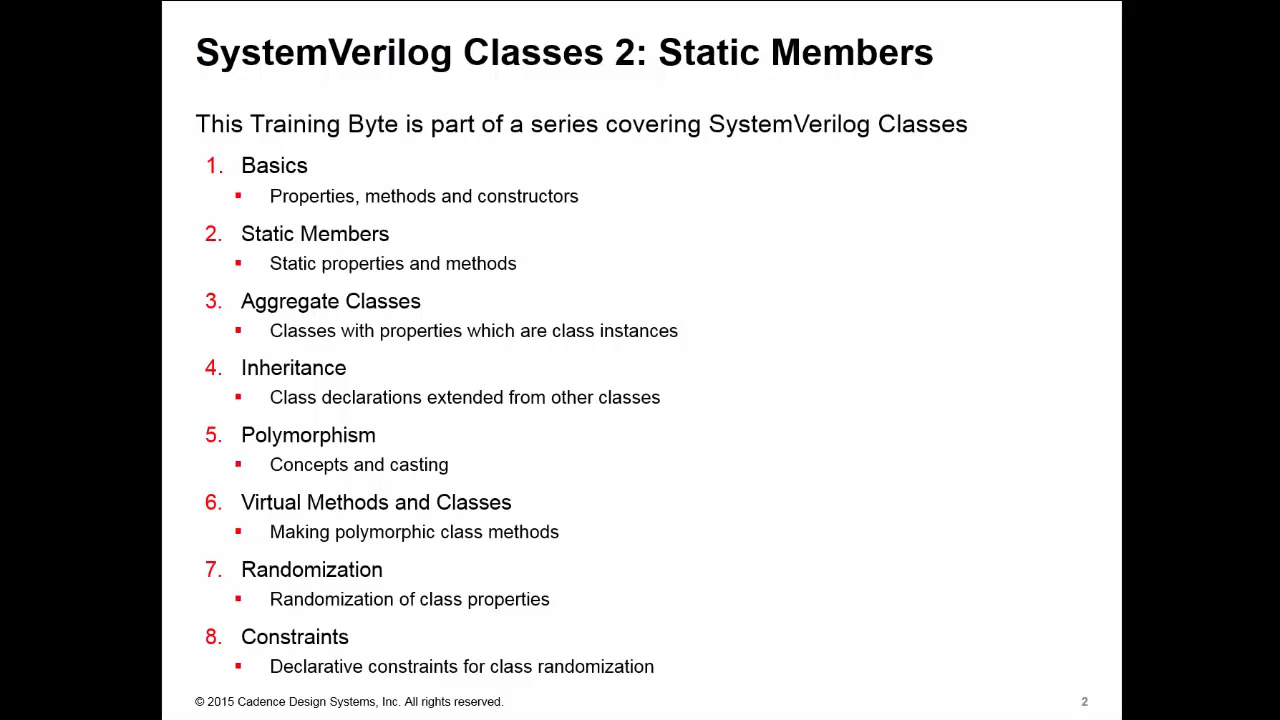 SystemVerilog Classes 2: Static Members
This Training Byte is part of a series covering SystemVerilog Classes
1. Basics
▪ Properties, methods and constructors
2. Static Members
▪ Static properties and methods
3. Aggregate Classes
▪ Classes with properties which are class instances
4. Inheritance
▪ Class declarations extended from other classes
5. Polymorphism
▪ Concepts and casting
6. Virtual Methods and Classes
▪ Making polymorphic class methods
7. Randomization
▪ Randomization of class properties
8. Constraints
▪ Declarative constraints for class randomization
© 2015 Cadence Design Systems, Inc. All rights reserved.
2